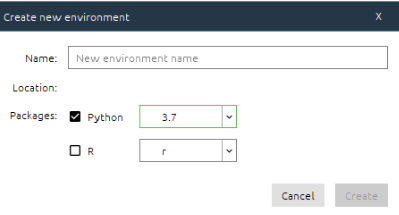 Create new environment X
Name: New environment name
Location:
Packages: Python 3.7
R r
Cancel Create